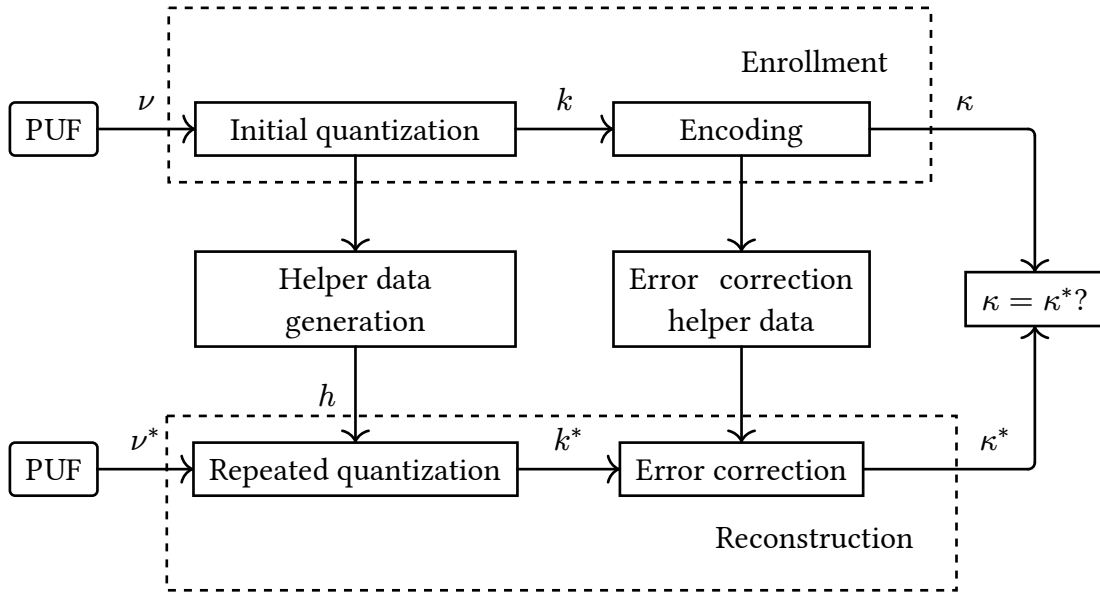 Enrollment
PUF
ν
Initial quantization
k
Encoding
κ
Helper data
generation
Error correction
helper data
κ = κ*?
h
PUF
ν*
Repeated quantization
k*
Error correction
κ*
Reconstruction